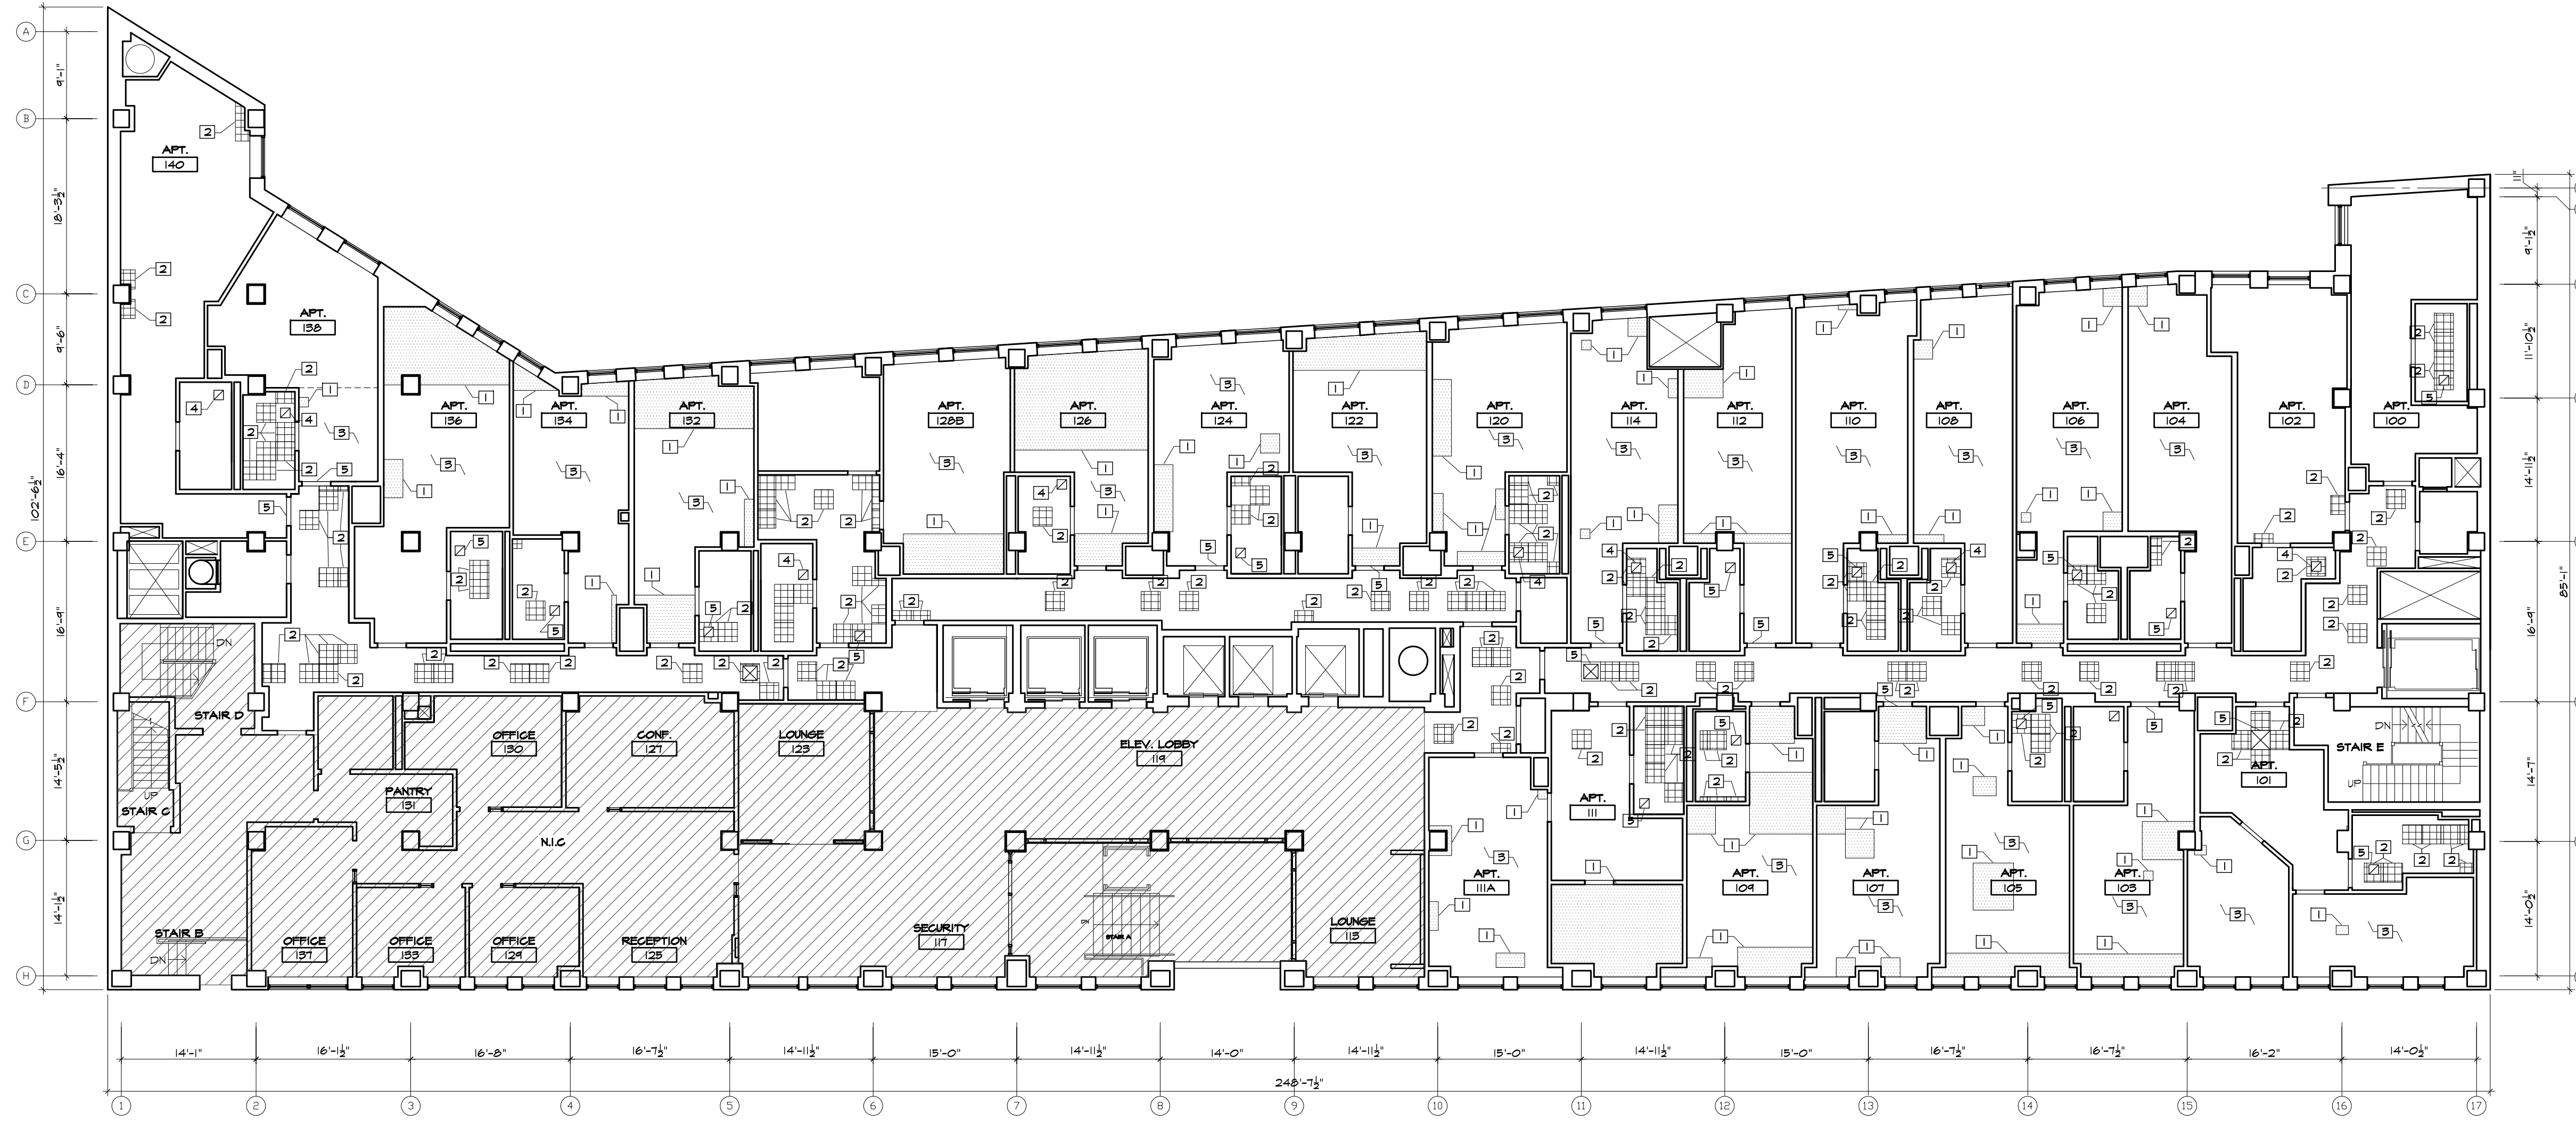 A
B
C
D
E
F
G
H
9'-1"
18'-3½"
9'-6"
16'-4"
16'-9"
14'-5½"
14'-1½"
102'-6½"
APT.
140
APT.
138
APT.
136
APT.
134
APT.
132
APT.
128B
APT.
126
APT.
124
APT.
122
APT.
120
APT.
114
APT.
112
APT.
110
APT.
108
APT.
106
APT.
104
APT.
102
APT.
100
DN
STAIR D
UP
STAIR C
STAIR B
DN
OFFICE
130
CONF.
127
LOUNGE
123
ELEV. LOBBY
119
PANTRY
131
N.I.C
OFFICE
137
OFFICE
133
OFFICE
129
RECEPTION
125
SECURITY
117
DN
STAIR A
LOUNGE
113
APT.
111A
APT.
111
APT.
109
APT.
107
APT.
105
APT.
103
APT.
101
STAIR E
DN
UP
11"
9'-1½"
11'-10½"
14'-11½"
16'-9"
14'-7"
14'-0½"
85'-1"
14'-1"
16'-1½"
16'-8"
16'-7½"
14'-11½"
15'-0"
14'-11½"
14'-0"
14'-11½"
15'-0"
14'-11½"
15'-0"
16'-7½"
16'-7½"
16'-2"
14'-0½"
248'-7½"
1
2
3
4
5
6
7
8
9
10
11
12
13
14
15
16
17